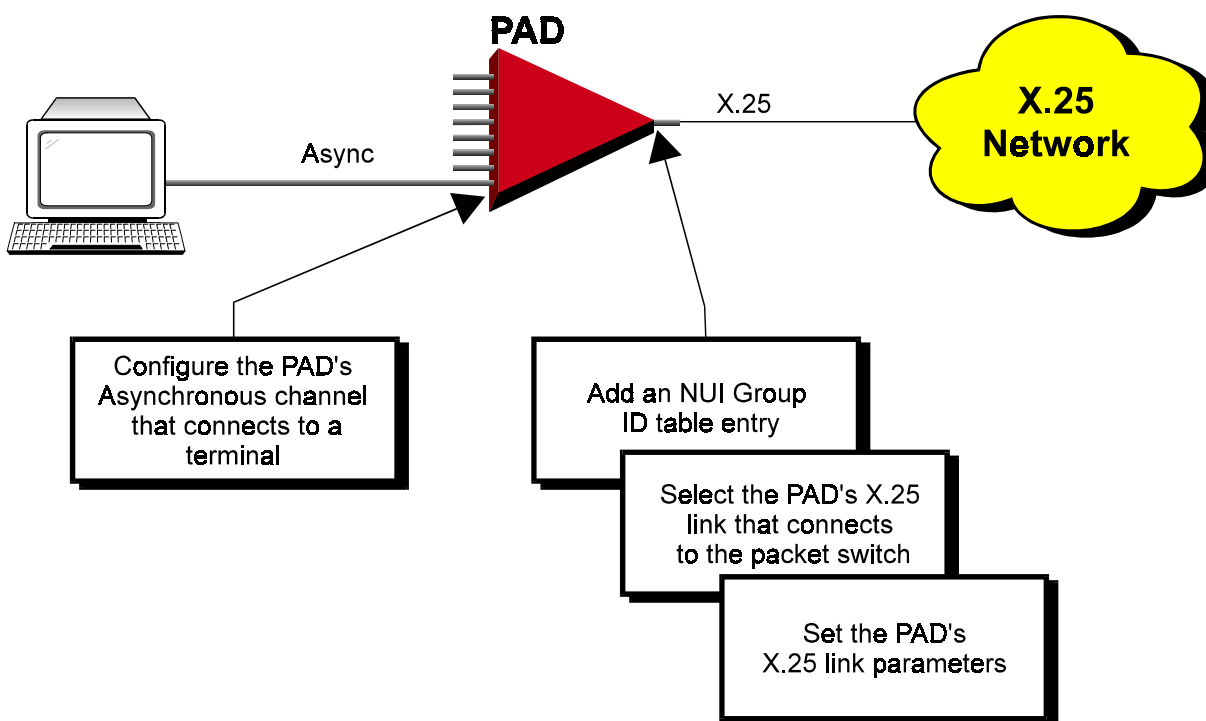 PAD
X.25
X.25
Network
Async
Configure the PAD's
Asynchronous channel
that connects to a
terminal
Add an NUI Group
ID table entry
Select the PAD's X.25
link that connects
to the packet switch
Set the PAD's
X.25 link parameters